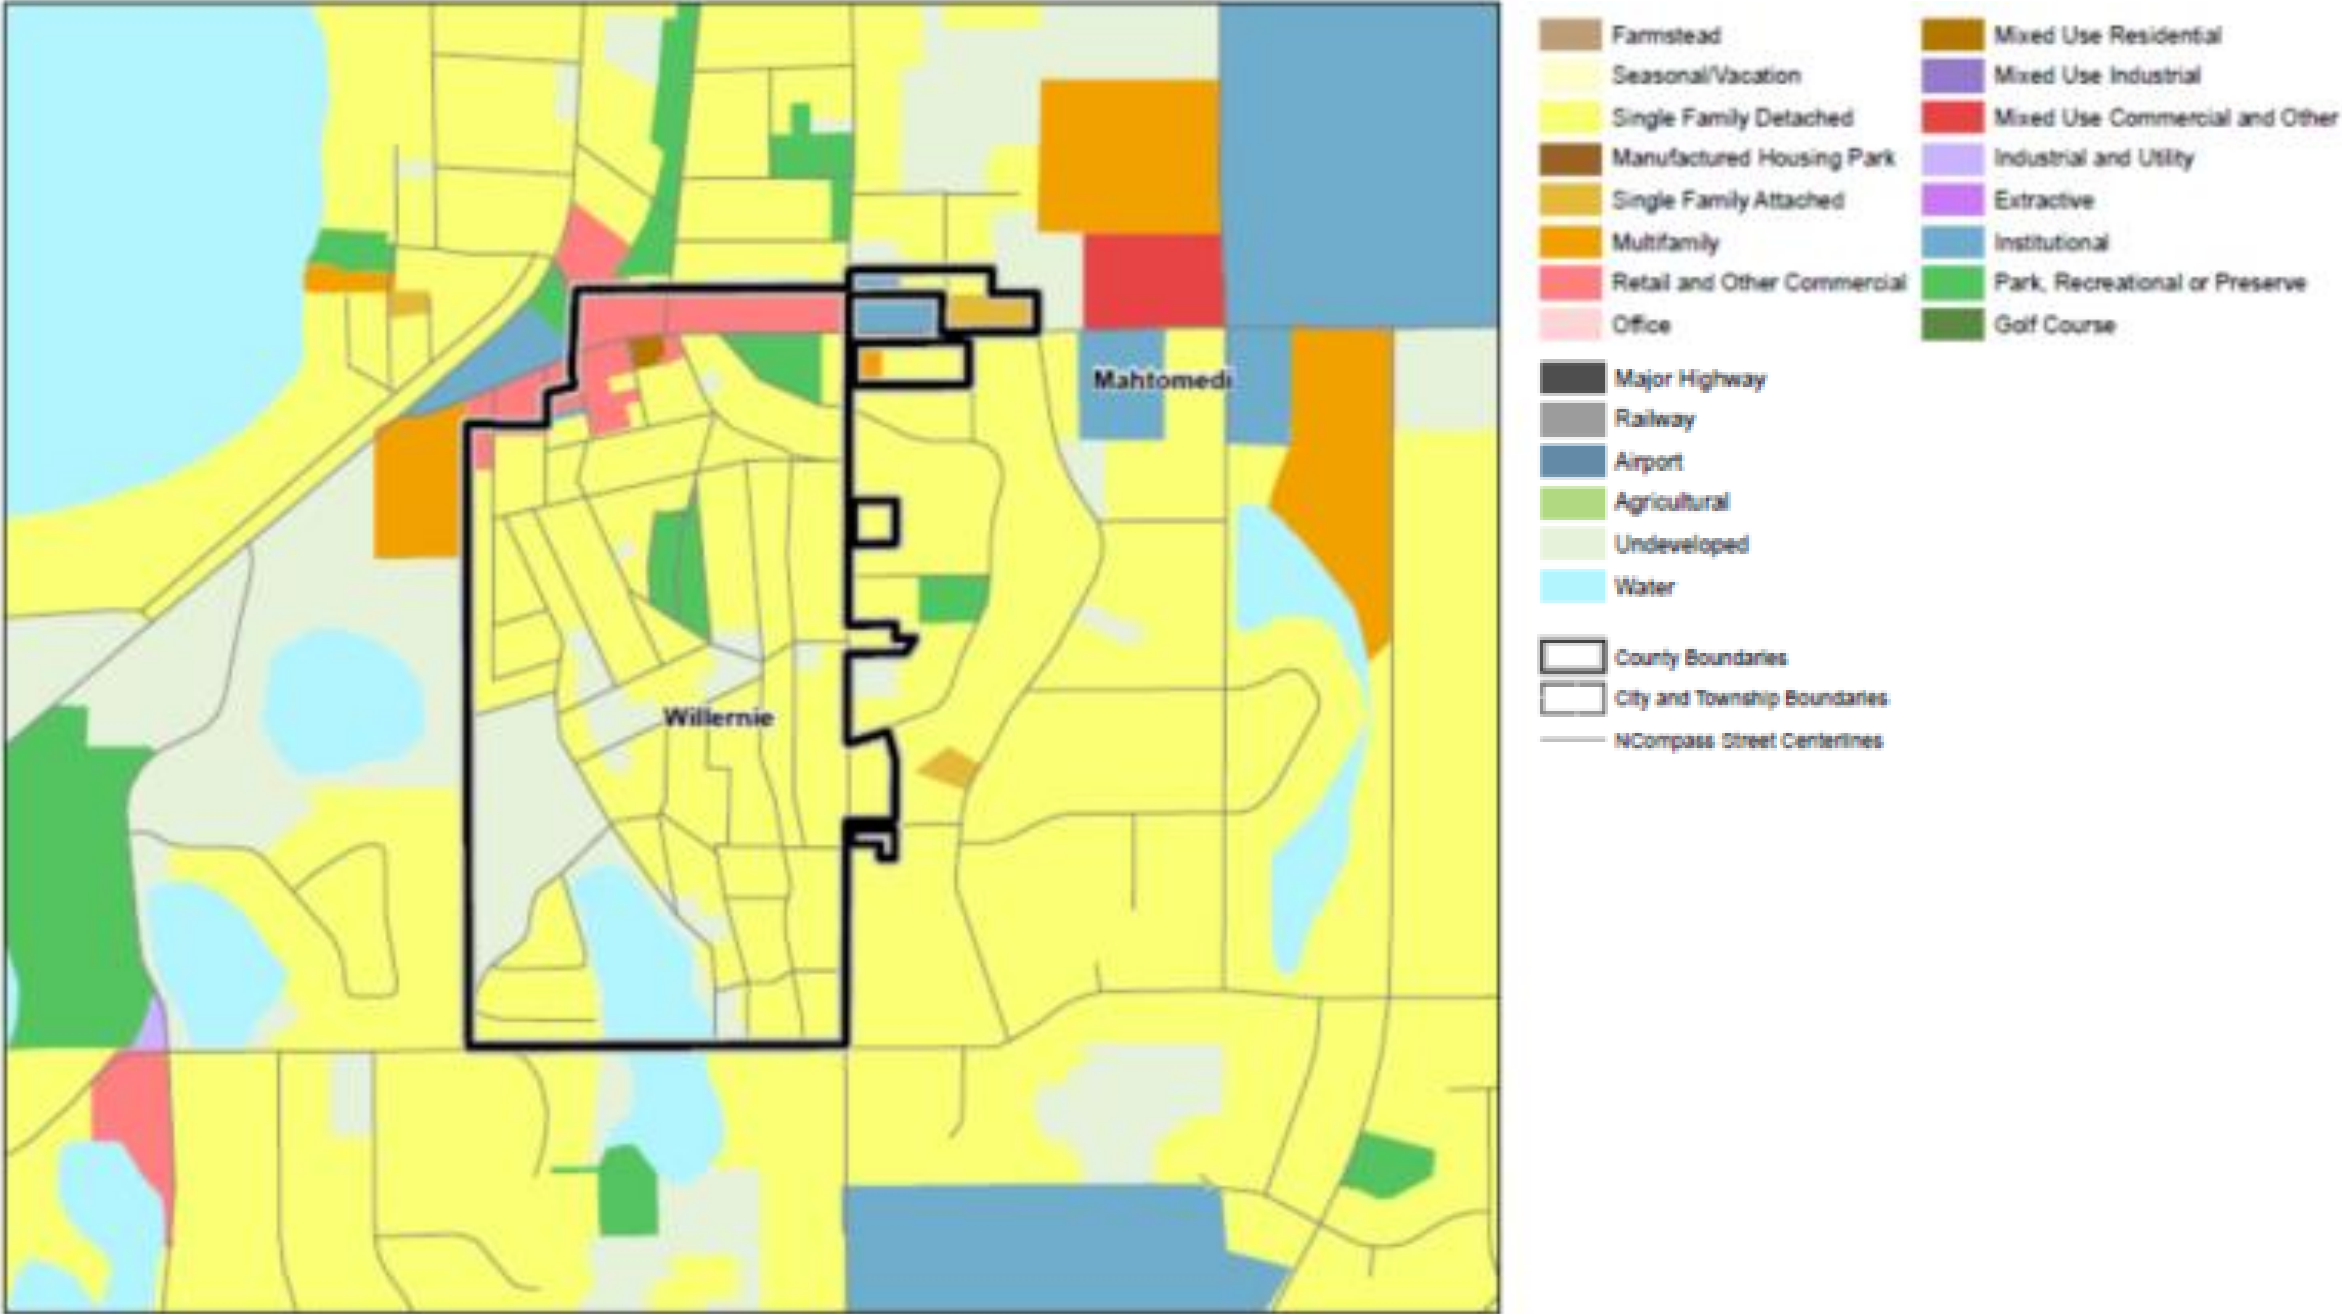 Mahtomedi
Willernie
Farmstead
Seasonal/Vacation
Single Family Detached
Manufactured Housing Park
Single Family Attached
Multifamily
Retail and Other Commercial
Office
Mixed Use Residential
Mixed Use Industrial
Mixed Use Commercial and Other
Industrial and Utility
Extractive
Institutional
Park, Recreational or Preserve
Golf Course
Major Highway
Railway
Airport
Agricultural
Undeveloped
Water
County Boundaries
City and Township Boundaries
NCompass Street Centerlines